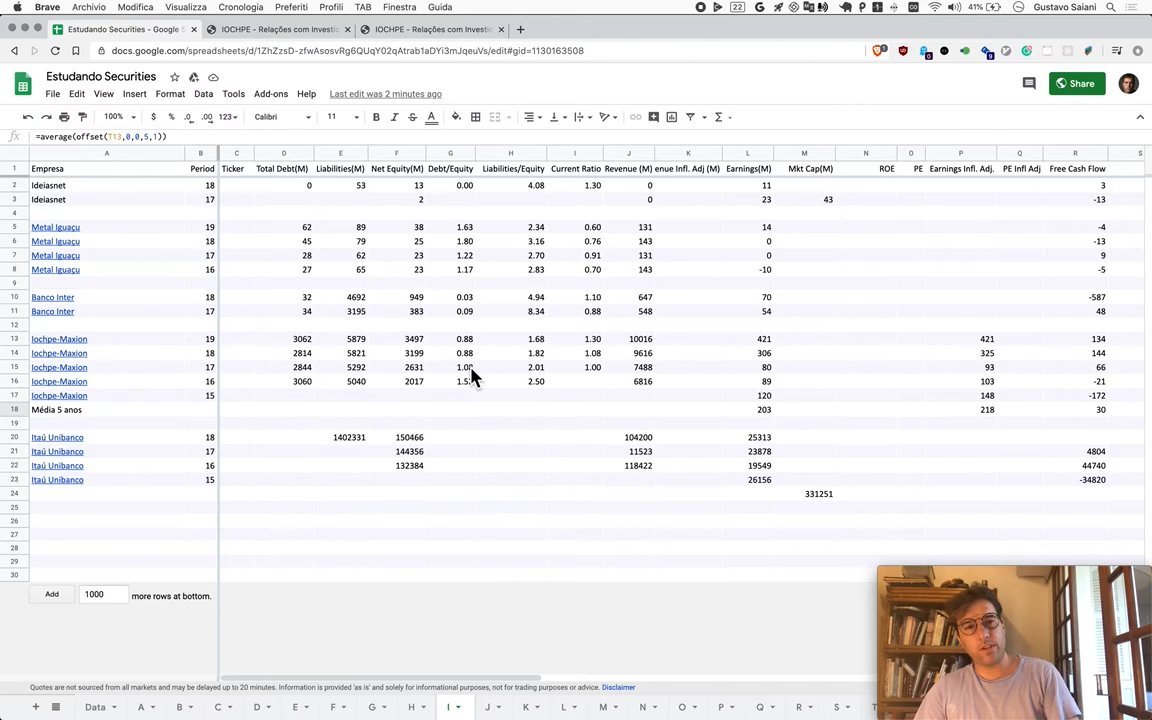 Brave Arquivo Modifica Visualizza Cronologia Preferiti Profili TAB Finestra Guida 22 1 41% Gustavo Saiani
Estudando Securities - Google S IOCHPE - Relações com Investi IOCHPE - Relações com Investi
docs.google.com/spreadsheets/d/1ZhZzsD-zfwAsosvRg6QUqY02qAtrab1aDYi3mJqeuVs/edit#gid=1130163508
Estudando Securities
Share
File Edit View Insert Format Data Tools Add-ons Help Last edit was 2 minutes ago
100% $ % .0 .00 123 Calibri 11 B I S A
=average(offset(T13,0,0,5,1))
A B C D E F G H I J K L M N O P Q R S
1 Empresa Period Ticker Total Debt(M) Liabilities(M) Net Equity(M) Debt/Equity Liabilities/Equity Current Ratio Revenue (M) enue Infl. Adj (M) Earnings(M) Mkt Cap(M) ROE PE Earnings Infl. Adj. PE Infl Adj Free Cash Flow
2 Ideiasnet 18 0 53 13 0.00 4.08 1.30 0 11 3
3 Ideiasnet 17 2 0 23 43 -13
4
5 Metal Iguaçu 19 62 89 38 1.63 2.34 0.60 131 14 -4
6 Metal Iguaçu 18 45 79 25 1.80 3.16 0.76 143 0 -13
7 Metal Iguaçu 17 28 62 23 1.22 2.70 0.91 131 0 9
8 Metal Iguaçu 16 27 65 23 1.17 2.83 0.70 143 -10 -5
9
10 Banco Inter 18 32 4692 949 0.03 4.94 1.10 647 70 -587
11 Banco Inter 17 34 3195 383 0.09 8.34 0.88 548 54 48
12
13 Iochpe-Maxion 19 3062 5879 3497 0.88 1.68 1.30 10016 421 421 134
14 Iochpe-Maxion 18 2814 5821 3199 0.88 1.82 1.08 9616 306 325 144
15 Iochpe-Maxion 17 2844 5292 2631 1.08 2.01 1.00 7488 80 93 66
16 Iochpe-Maxion 16 3060 5040 2017 2.50 6816 89 103 -21
17 Iochpe-Maxion 15 120 148 -172
18 Média 5 anos 203 218 30
19
20 Itaú Unibanco 18 1402331 150466 104200 25313
21 Itaú Unibanco 17 144356 11523 23878 4804
22 Itaú Unibanco 16 132384 118422 19549 44740
23 Itaú Unibanco 15 26156 -34820
24 331251
25
26
27
28
29
30
Add 1000 more rows at bottom.
Quotes are not sourced from all markets and may be delayed up to 20 minutes. Information is provided 'as is' and solely for informational purposes, not for trading purposes or advice. Disclaimer
Data A B C D E F G H I J K L M N O P Q R S T